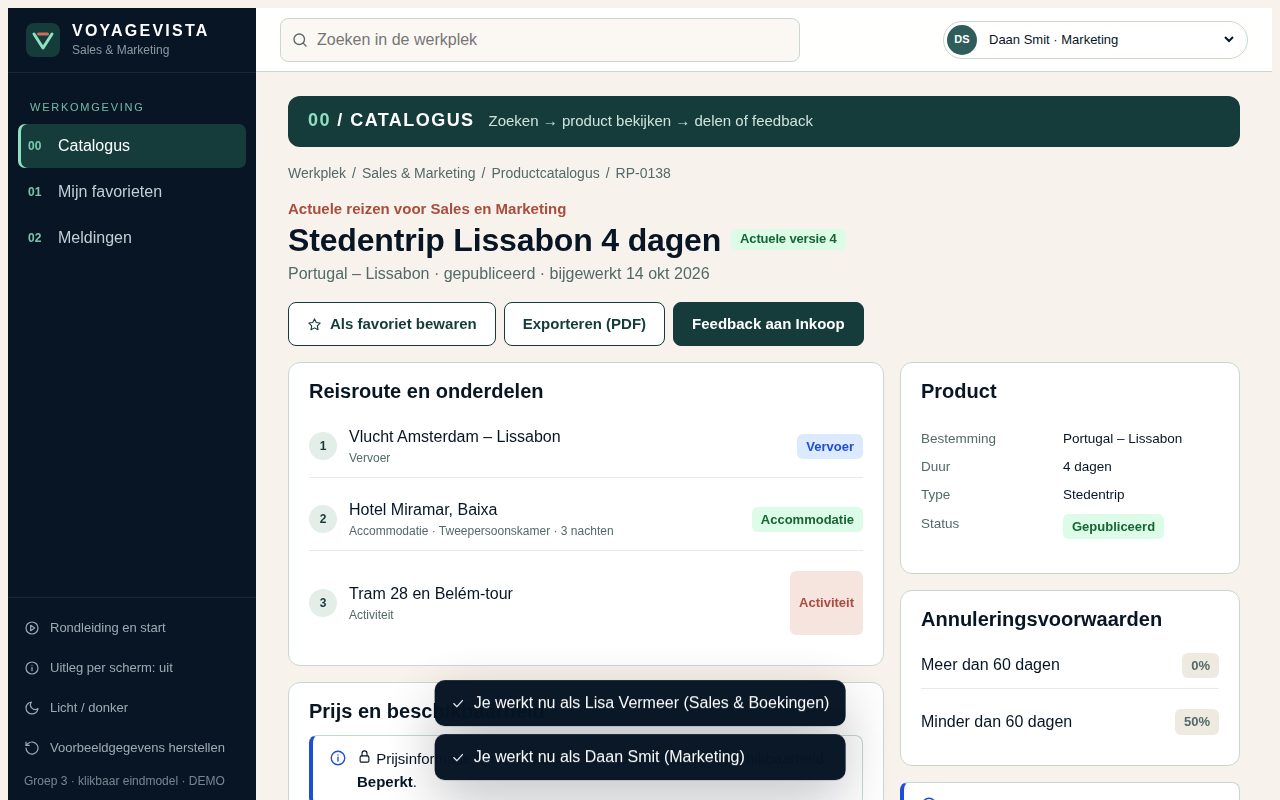 VOYAGEVISTA
Sales & Marketing
WERKOMGEVING
00 Catalogus
01 Mijn favorieten
02 Meldingen
Rondleiding en start
Uitleg per scherm: uit
Licht / donker
Voorbeeldgegevens herstellen
Groep 3 · klikbaar eindmodel · DEMO
Zoeken in de werkplek
DS Daan Smit · Marketing
00 / CATALOGUS Zoeken → product bekijken → delen of feedback
Werkplek / Sales & Marketing / Productcatalogus / RP-0138
Actuele reizen voor Sales en Marketing
Stedentrip Lissabon 4 dagen Actuele versie 4
Portugal – Lissabon · gepubliceerd · bijgewerkt 14 okt 2026
Als favoriet bewaren Exporteren (PDF) Feedback aan Inkoop
Reisroute en onderdelen
1 Vlucht Amsterdam – Lissabon Vervoer
Vervoer
2 Hotel Miramar, Baixa Accommodatie
Accommodatie · Tweepersoonskamer · 3 nachten
3 Tram 28 en Belém-tour Activiteit
Activiteit
Prijs en
Beperkt.
Product
Bestemming Portugal – Lissabon
Duur 4 dagen
Type Stedentrip
Status Gepubliceerd
Annuleringsvoorwaarden
Meer dan 60 dagen 0%
Minder dan 60 dagen 50%
Je werkt nu als Lisa Vermeer (Sales & Boekingen)
Je werkt nu als Daan Smit (Marketing)